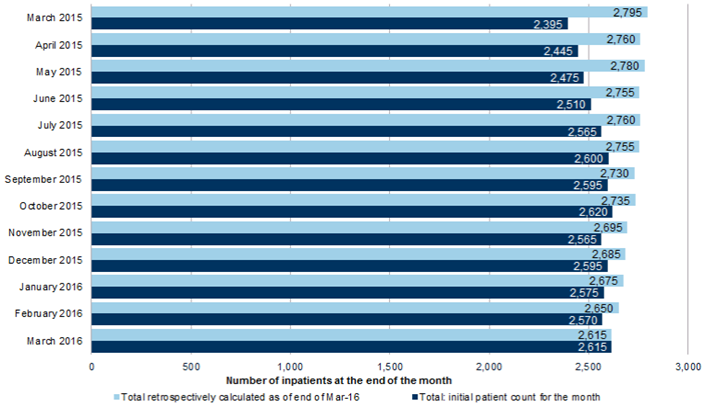 March 2015 2,795
2,395
April 2015 2,760
2,445
May 2015 2,780
2,475
June 2015 2,755
2,510
July 2015 2,760
2,565
August 2015 2,755
2,600
September 2015 2,730
2,595
October 2015 2,735
2,620
November 2015 2,695
2,565
December 2015 2,685
2,595
January 2016 2,675
2,575
February 2016 2,650
2,570
March 2016 2,615
2,615
0 500 1,000 1,500 2,000 2,500 3,000
Number of inpatients at the end of the month
Total retrospectively calculated as of end of Mar-16 Total: initial patient count for the month